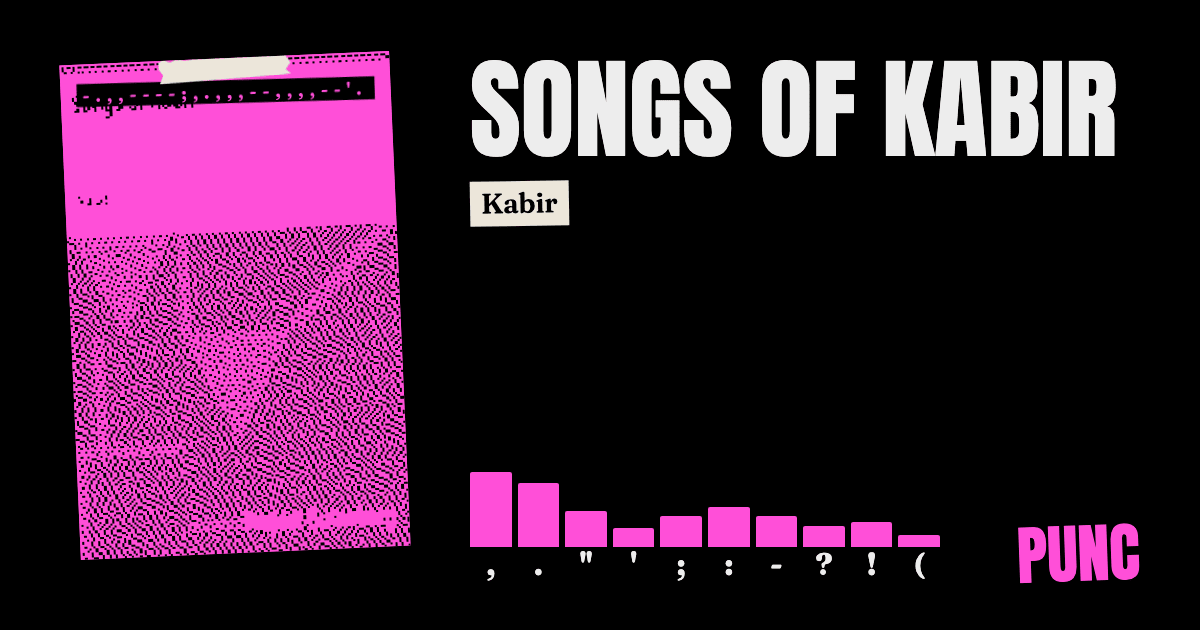 SONGS OF KABIR
Kabir
, . " ' ; : - ? ! (
PUNC